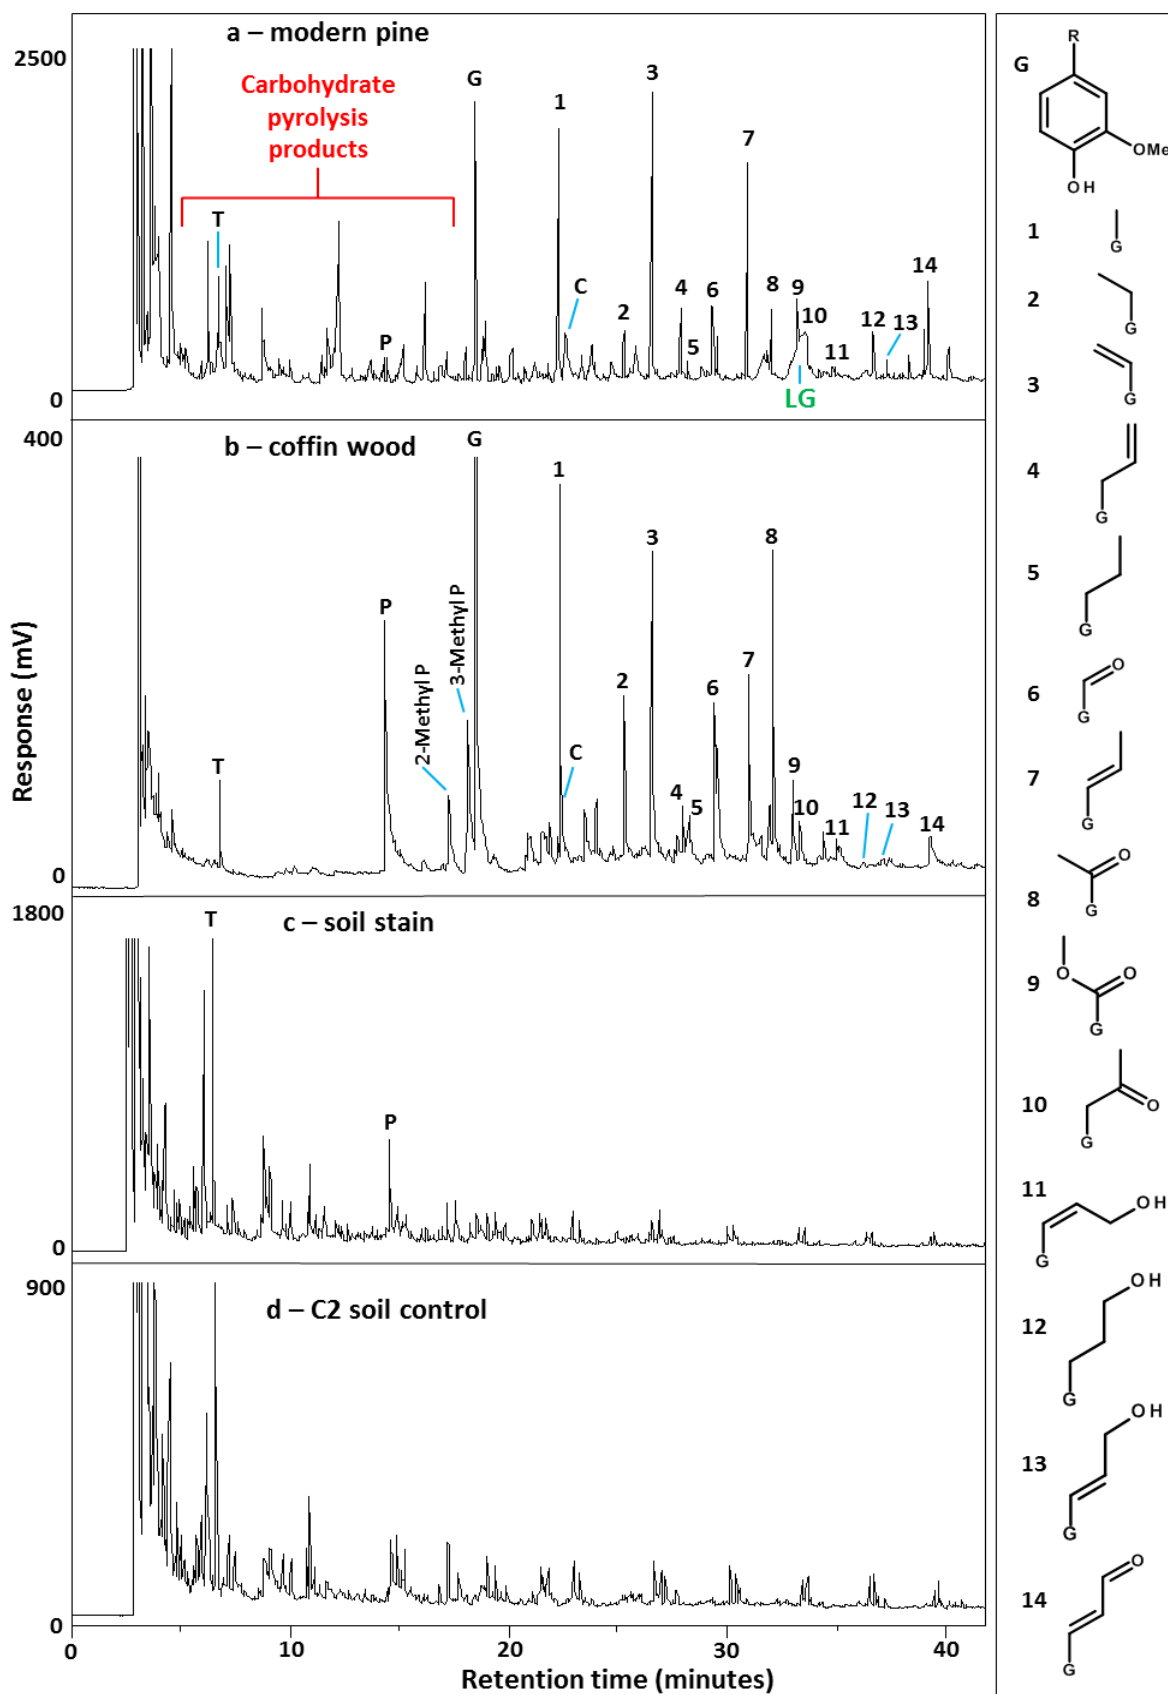 a – modern pine
2500
Carbohydrate
pyrolysis
products
T
P
G
1
C
2
3
4
5
6
7
8
9
10
LG
11
12
13
14
0
b – coffin wood
400
T
P
2-Methyl P
3-Methyl P
G
1
C
2
3
4
5
6
7
8
9
10
11
12
13
14
0
Response (mV)
c – soil stain
1800
T
P
0
d – C2 soil control
900
0
0
10
20
30
40
Retention time (minutes)
G
R
OMe
OH
1
G
2
G
3
G
4
G
5
G
6
O
G
7
G
8
O
G
9
O
O
G
10
O
G
11
OH
G
12
OH
G
13
OH
G
14
O
G